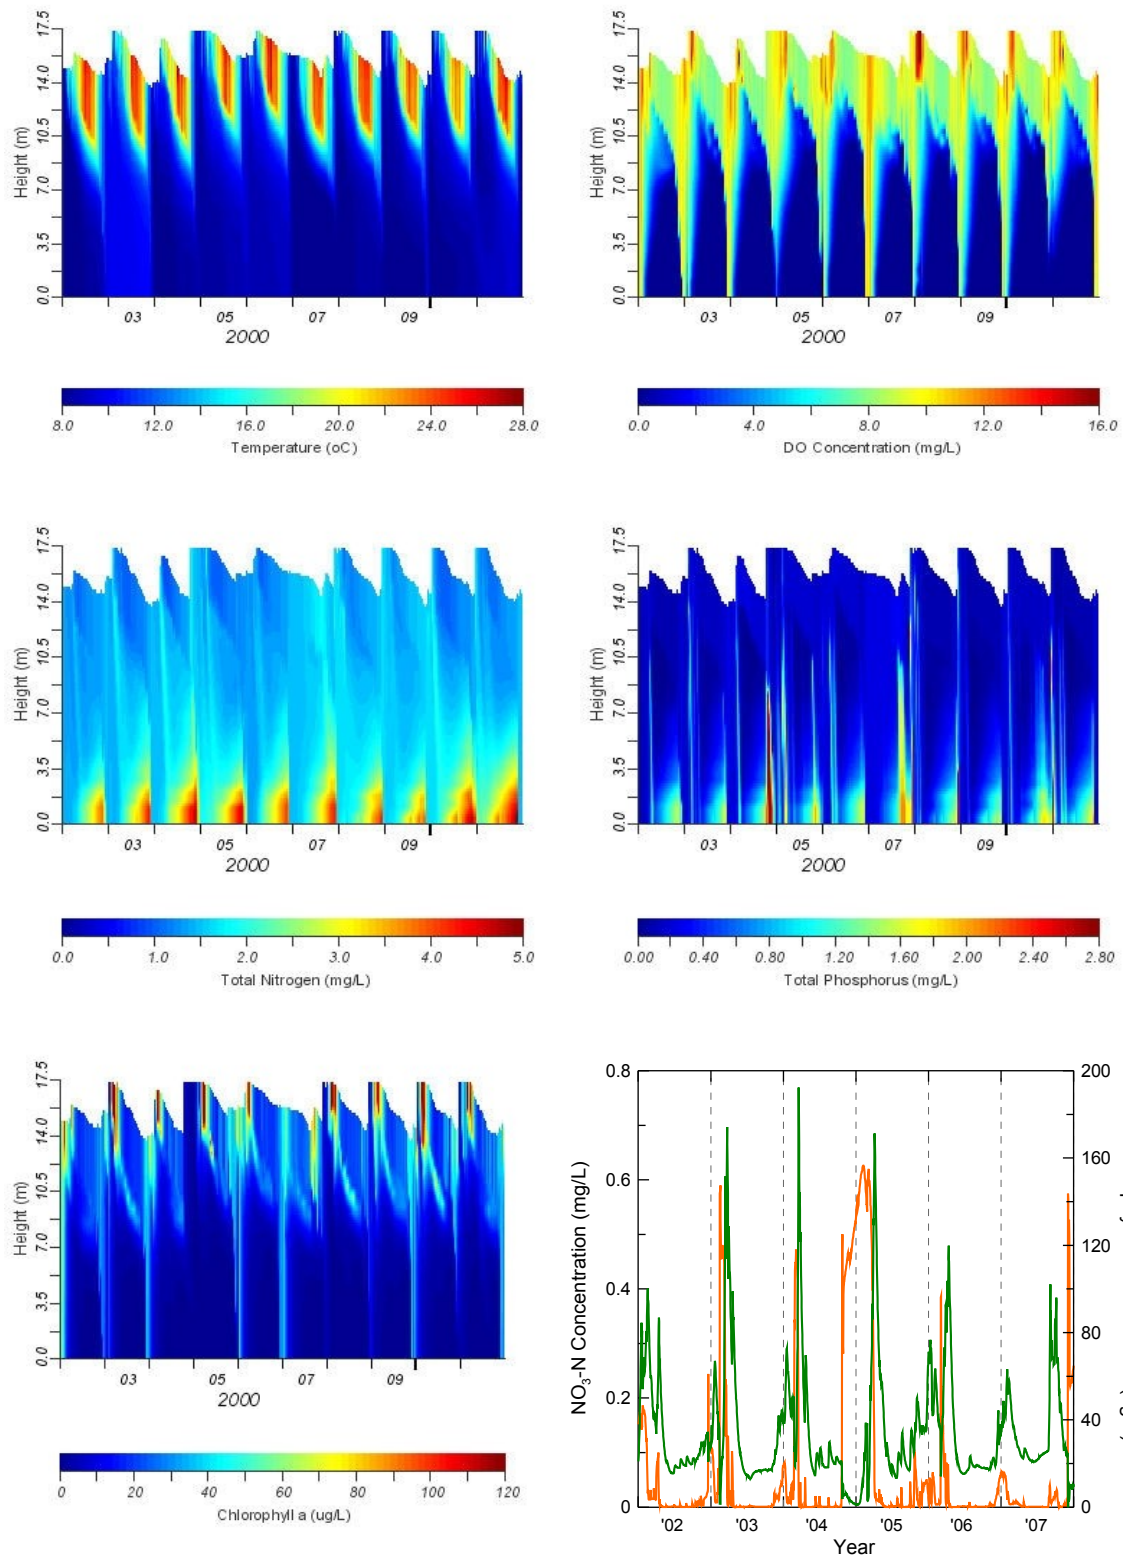 17.5
14.0
10.5
7.0
3.5
0.0
Height (m)
03 05 07 09
2000
8.0 12.0 16.0 20.0 24.0 28.0
Temperature (oC)
17.5
14.0
10.5
7.0
3.5
0.0
Height (m)
03 05 07 09
2000
0.0 4.0 8.0 12.0 16.0
DO Concentration (mg/L)
17.5
14.0
10.5
7.0
3.5
0.0
Height (m)
03 05 07 09
2000
0.0 1.0 2.0 3.0 4.0 5.0
Total Nitrogen (mg/L)
17.5
14.0
10.5
7.0
3.5
0.0
Height (m)
03 05 07 09
2000
0.00 0.40 0.80 1.20 1.60 2.00 2.40 2.80
Total Phosphorus (mg/L)
17.5
14.0
10.5
7.0
3.5
0.0
Height (m)
03 05 07 09
2000
0 20 40 60 80 100 120
Chlorophyll a (ug/L)
0.8
0.6
0.4
0.2
0
NO3-N Concentration (mg/L)
200
160
120
80
40
0
'02 '03 '04 '05 '06 '07
Year